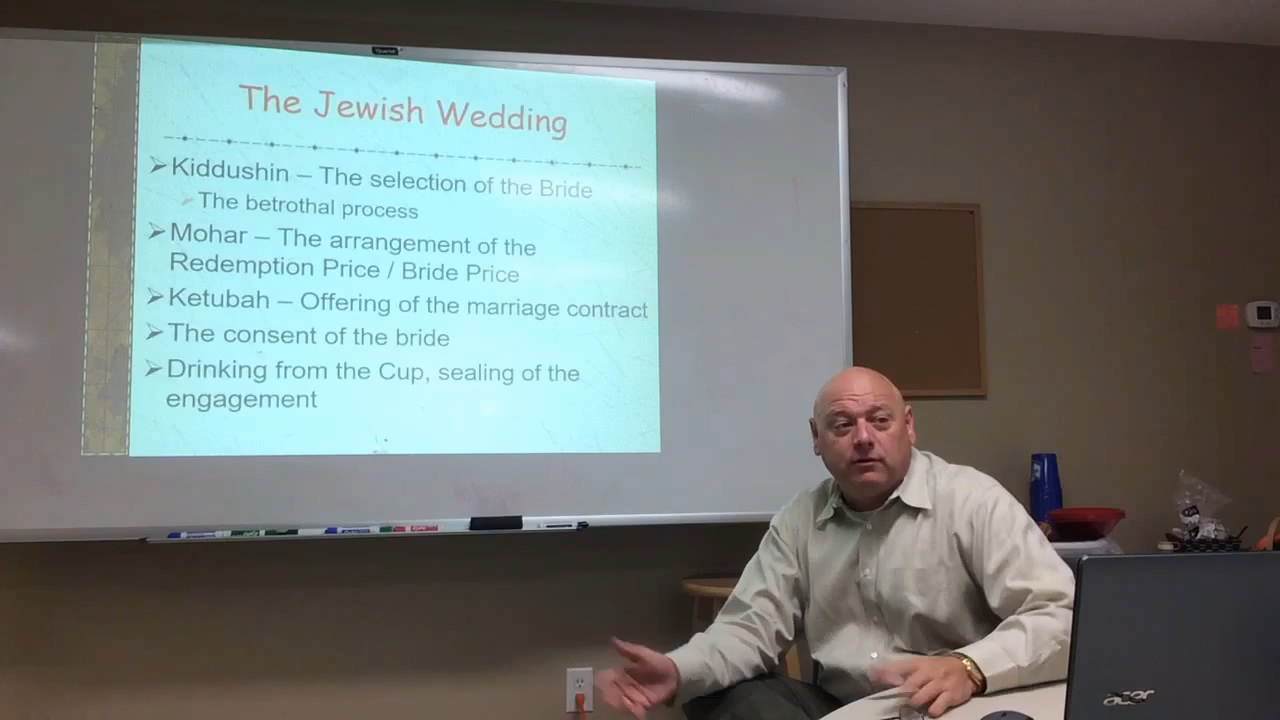 Quartet
The Jewish Wedding
Kiddushin – The selection of the Bride
The betrothal process
Mohar – The arrangement of the
Redemption Price / Bride Price
Ketubah – Offering of the marriage contract
The consent of the bride
Drinking from the Cup, sealing of the
engagement
acer